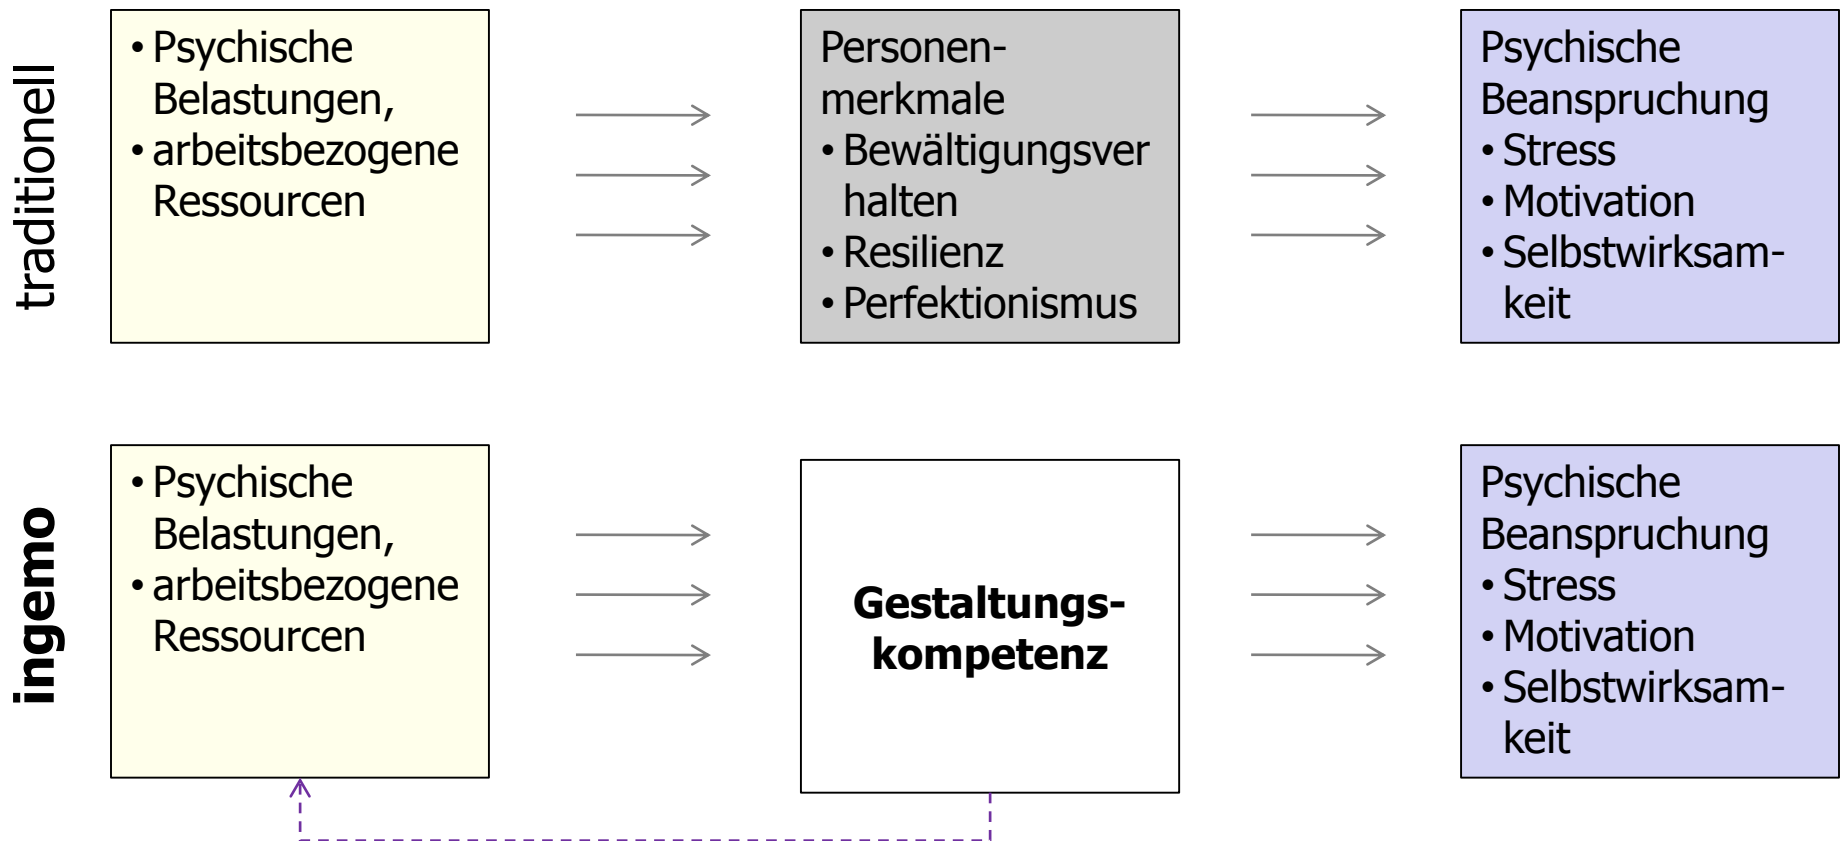 traditionell
• Psychische
Belastungen,
• arbeitsbezogene
Ressourcen
Personen-
merkmale
• Bewältigungsver
halten
• Resilienz
• Perfektionismus
Psychische
Beanspruchung
• Stress
• Motivation
• Selbstwirksam-
keit
ingemo
• Psychische
Belastungen,
• arbeitsbezogene
Ressourcen
Gestaltungs-
kompetenz
Psychische
Beanspruchung
• Stress
• Motivation
• Selbstwirksam-
keit